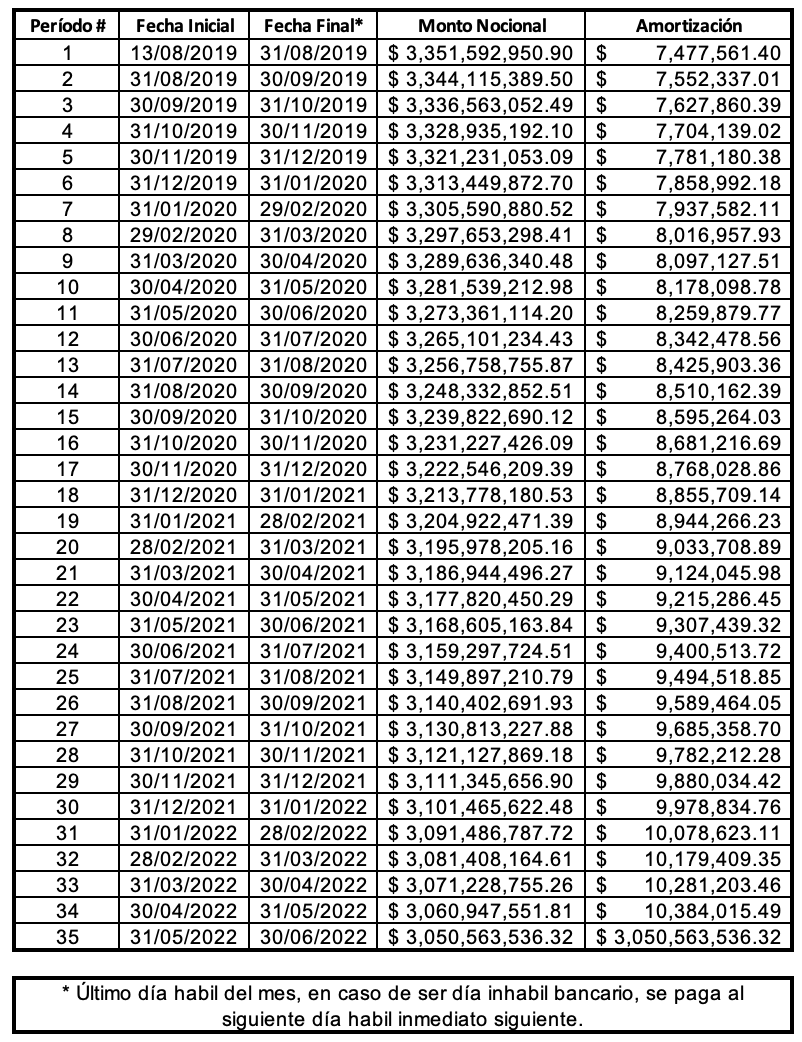 Período # Fecha Inicial Fecha Final* Monto Nocional Amortización
1 13/08/2019 31/08/2019 $ 3,351,592,950.90 $ 7,477,561.40
2 31/08/2019 30/09/2019 $ 3,344,115,389.50 $ 7,552,337.01
3 30/09/2019 31/10/2019 $ 3,336,563,052.49 $ 7,627,860.39
4 31/10/2019 30/11/2019 $ 3,328,935,192.10 $ 7,704,139.02
5 30/11/2019 31/12/2019 $ 3,321,231,053.09 $ 7,781,180.38
6 31/12/2019 31/01/2020 $ 3,313,449,872.70 $ 7,858,992.18
7 31/01/2020 29/02/2020 $ 3,305,590,880.52 $ 7,937,582.11
8 29/02/2020 31/03/2020 $ 3,297,653,298.41 $ 8,016,957.93
9 31/03/2020 30/04/2020 $ 3,289,636,340.48 $ 8,097,127.51
10 30/04/2020 31/05/2020 $ 3,281,539,212.98 $ 8,178,098.78
11 31/05/2020 30/06/2020 $ 3,273,361,114.20 $ 8,259,879.77
12 30/06/2020 31/07/2020 $ 3,265,101,234.43 $ 8,342,478.56
13 31/07/2020 31/08/2020 $ 3,256,758,755.87 $ 8,425,903.36
14 31/08/2020 30/09/2020 $ 3,248,332,852.51 $ 8,510,162.39
15 30/09/2020 31/10/2020 $ 3,239,822,690.12 $ 8,595,264.03
16 31/10/2020 30/11/2020 $ 3,231,227,426.09 $ 8,681,216.69
17 30/11/2020 31/12/2020 $ 3,222,546,209.39 $ 8,768,028.86
18 31/12/2020 31/01/2021 $ 3,213,778,180.53 $ 8,855,709.14
19 31/01/2021 28/02/2021 $ 3,204,922,471.39 $ 8,944,266.23
20 28/02/2021 31/03/2021 $ 3,195,978,205.16 $ 9,033,708.89
21 31/03/2021 30/04/2021 $ 3,186,944,496.27 $ 9,124,045.98
22 30/04/2021 31/05/2021 $ 3,177,820,450.29 $ 9,215,286.45
23 31/05/2021 30/06/2021 $ 3,168,605,163.84 $ 9,307,439.32
24 30/06/2021 31/07/2021 $ 3,159,297,724.51 $ 9,400,513.72
25 31/07/2021 31/08/2021 $ 3,149,897,210.79 $ 9,494,518.85
26 31/08/2021 30/09/2021 $ 3,140,402,691.93 $ 9,589,464.05
27 30/09/2021 31/10/2021 $ 3,130,813,227.88 $ 9,685,358.70
28 31/10/2021 30/11/2021 $ 3,121,127,869.18 $ 9,782,212.28
29 30/11/2021 31/12/2021 $ 3,111,345,656.90 $ 9,880,034.42
30 31/12/2021 31/01/2022 $ 3,101,465,622.48 $ 9,978,834.76
31 31/01/2022 28/02/2022 $ 3,091,486,787.72 $ 10,078,623.11
32 28/02/2022 31/03/2022 $ 3,081,408,164.61 $ 10,179,409.35
33 31/03/2022 30/04/2022 $ 3,071,228,755.26 $ 10,281,203.46
34 30/04/2022 31/05/2022 $ 3,060,947,551.81 $ 10,384,015.49
35 31/05/2022 30/06/2022 $ 3,050,563,536.32 $ 3,050,563,536.32
* Último día habil del mes, en caso de ser día inhabil bancario, se paga al
siguiente día habil inmediato siguiente.